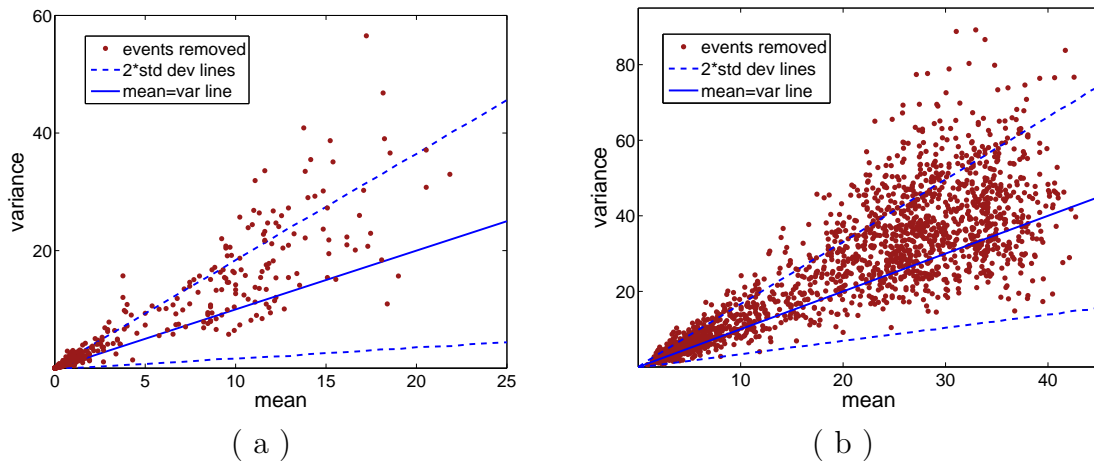 60
40
20
0
0 5 10 15 20 25
variance
mean
events removed
2*std dev lines
mean=var line
( a )
80
60
40
20
10 20 30 40
variance
mean
events removed
2*std dev lines
mean=var line
( b )